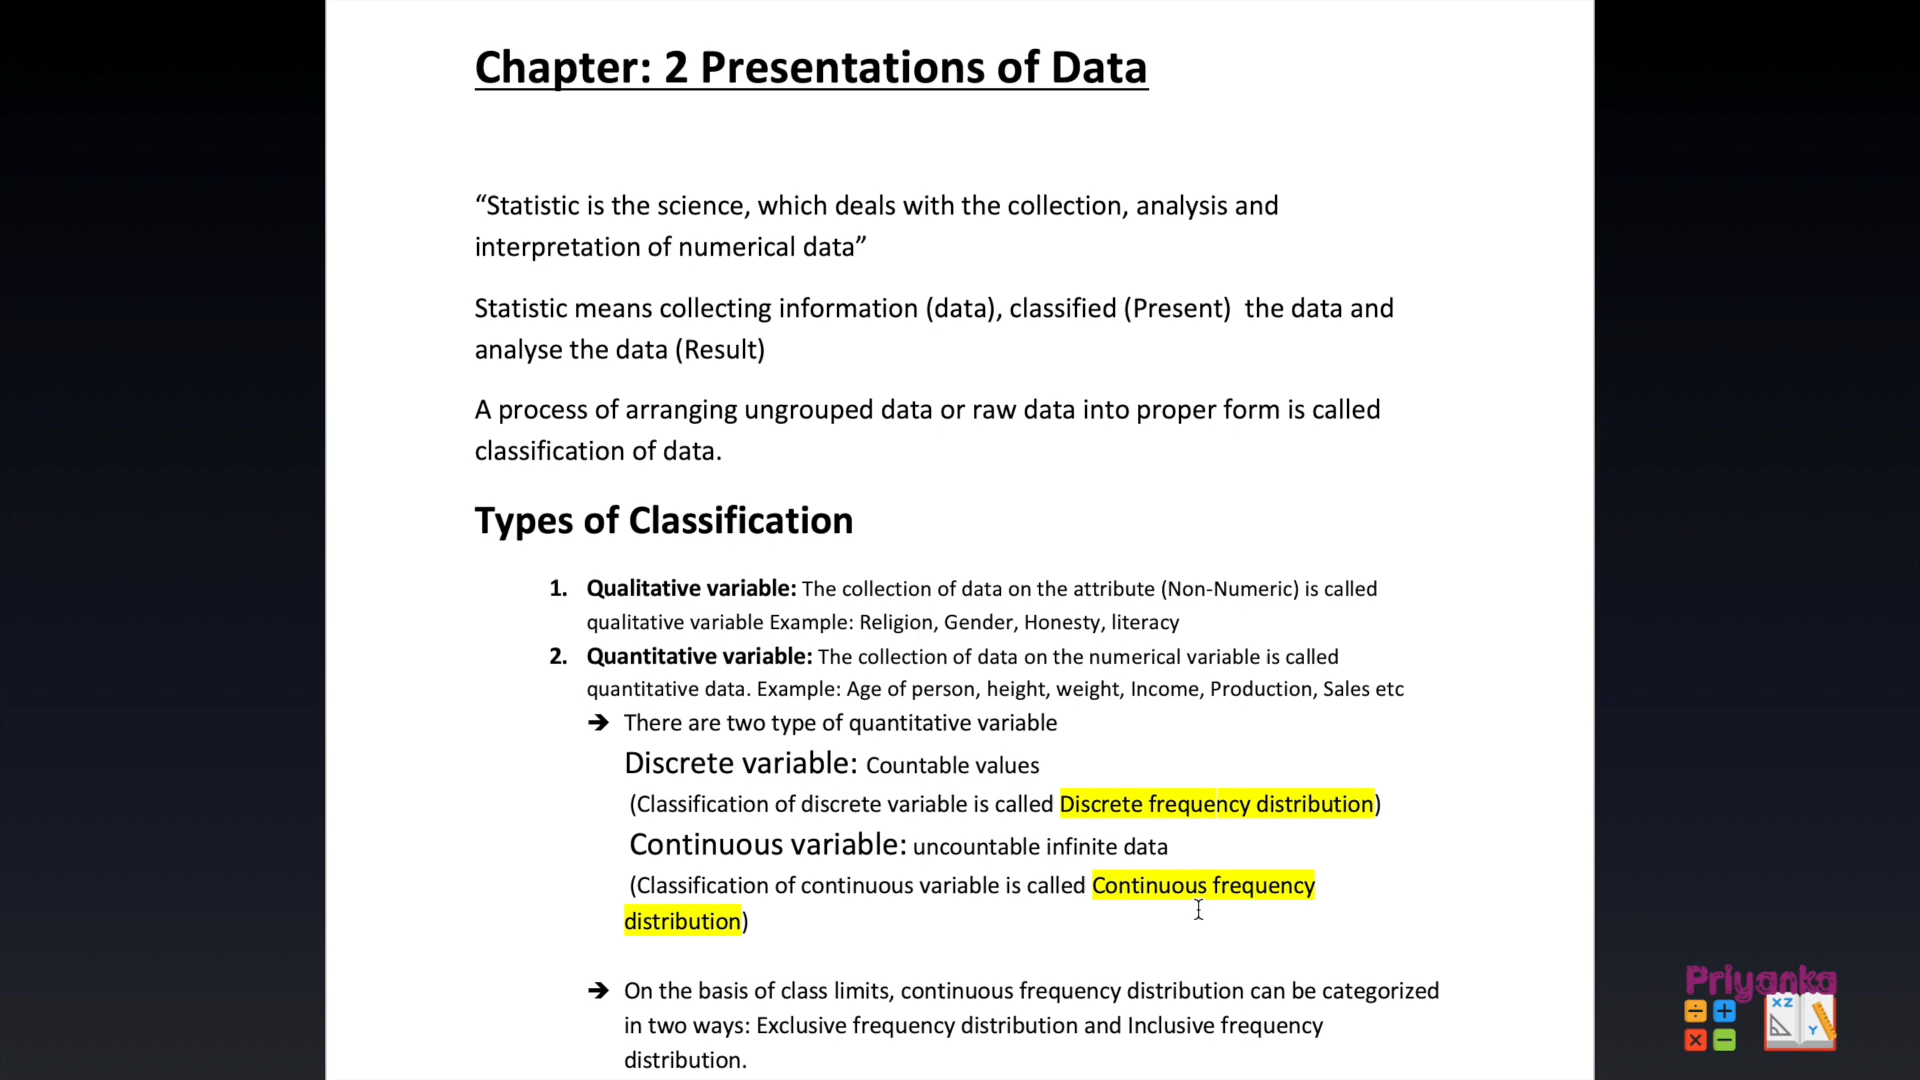 Chapter: 2 Presentations of Data
“Statistic is the science, which deals with the collection, analysis and
interpretation of numerical data”
Statistic means collecting information (data), classified (Present)  the data and
analyse the data (Result)
A process of arranging ungrouped data or raw data into proper form is called
classification of data.
Types of Classification
1. Qualitative variable: The collection of data on the attribute (Non-Numeric) is called
qualitative variable Example: Religion, Gender, Honesty, literacy
2. Quantitative variable: The collection of data on the numerical variable is called
quantitative data. Example: Age of person, height, weight, Income, Production, Sales etc
➔ There are two type of quantitative variable
Discrete variable: Countable values
(Classification of discrete variable is called Discrete frequency distribution)
Continuous variable: uncountable infinite data
(Classification of continuous variable is called Continuous frequency
distribution)
➔ On the basis of class limits, continuous frequency distribution can be categorized
in two ways: Exclusive frequency distribution and Inclusive frequency
distribution.
Priyanka
XZ
Y